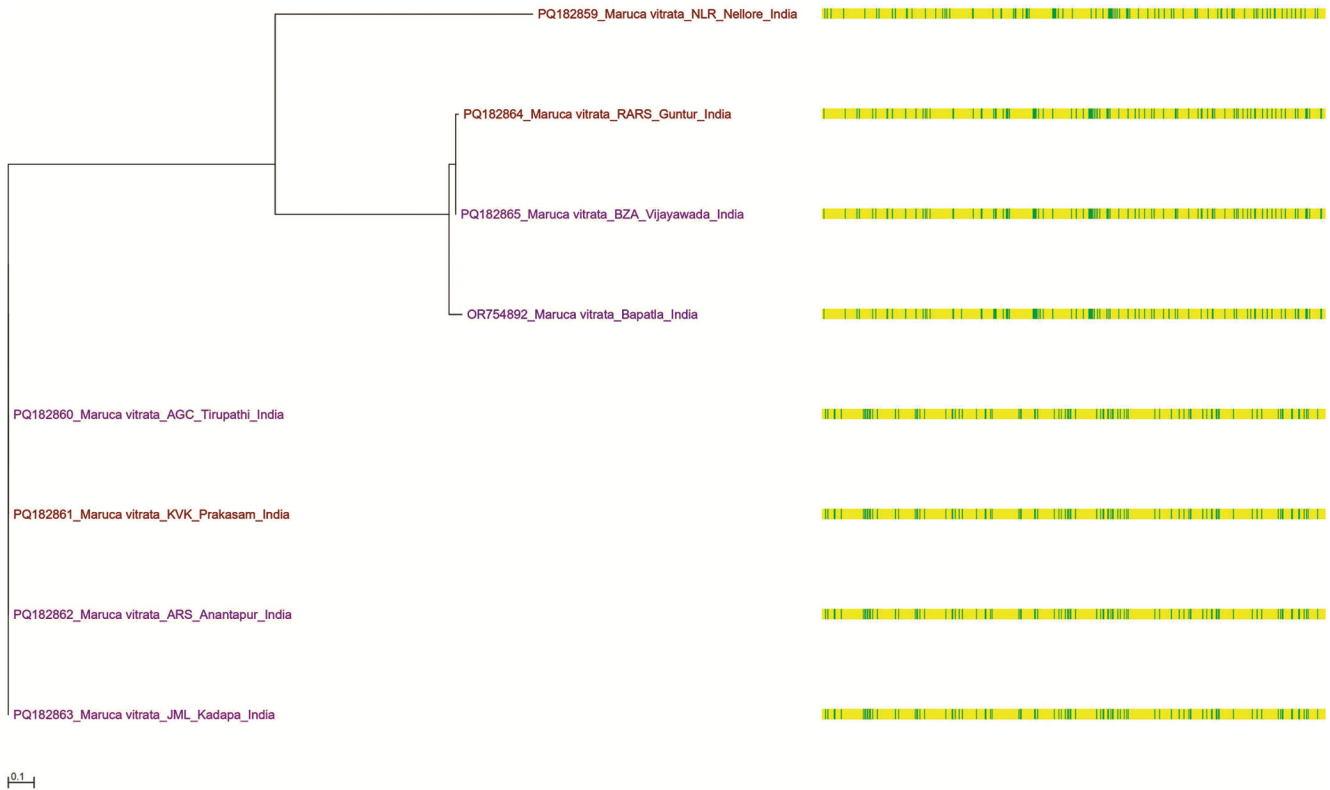 PQ182859_Maruca vitrata_NLR_Nellore_India
PQ182864_Maruca vitrata_RARS_Guntur_India
PQ182865_Maruca vitrata_BZA_Vijayawada_India
OR754892_Maruca vitrata_Bapatla_India
PQ182860_Maruca vitrata_AGC_Tirupathi_India
PQ182861_Maruca vitrata_KVK_Prakasam_India
PQ182862_Maruca vitrata_ARS_Anantapur_India
PQ182863_Maruca vitrata_JML_Kadapa_India
0.1